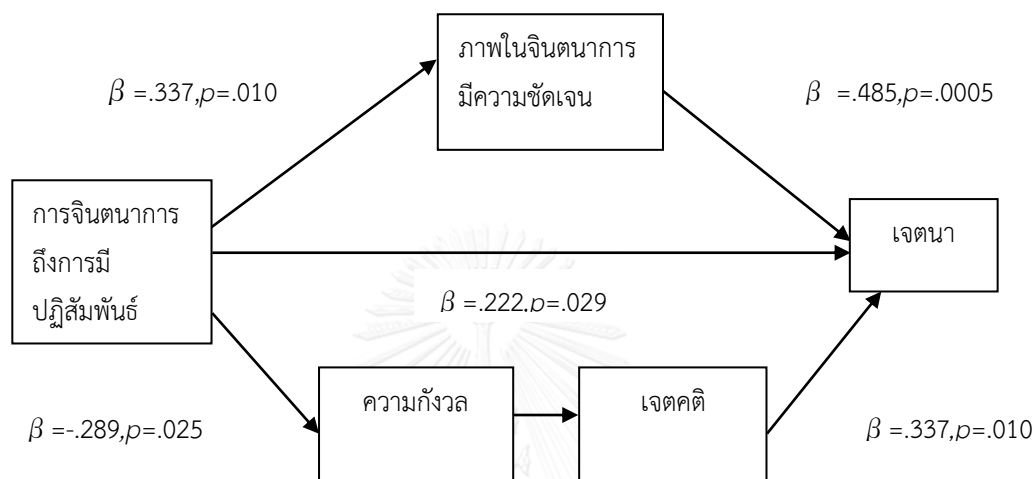 ภาพในจินตนาการ
มีความชัดเจน
β =.337,p=.010
β =.485,p=.0005
การจินตนาการ
ถึงการมี
ปฏิสัมพันธ์
เจตนา
β =.222,p=.029
ความกังวล
เจตคติ
β =-.289,p=.025
β =.337,p=.010